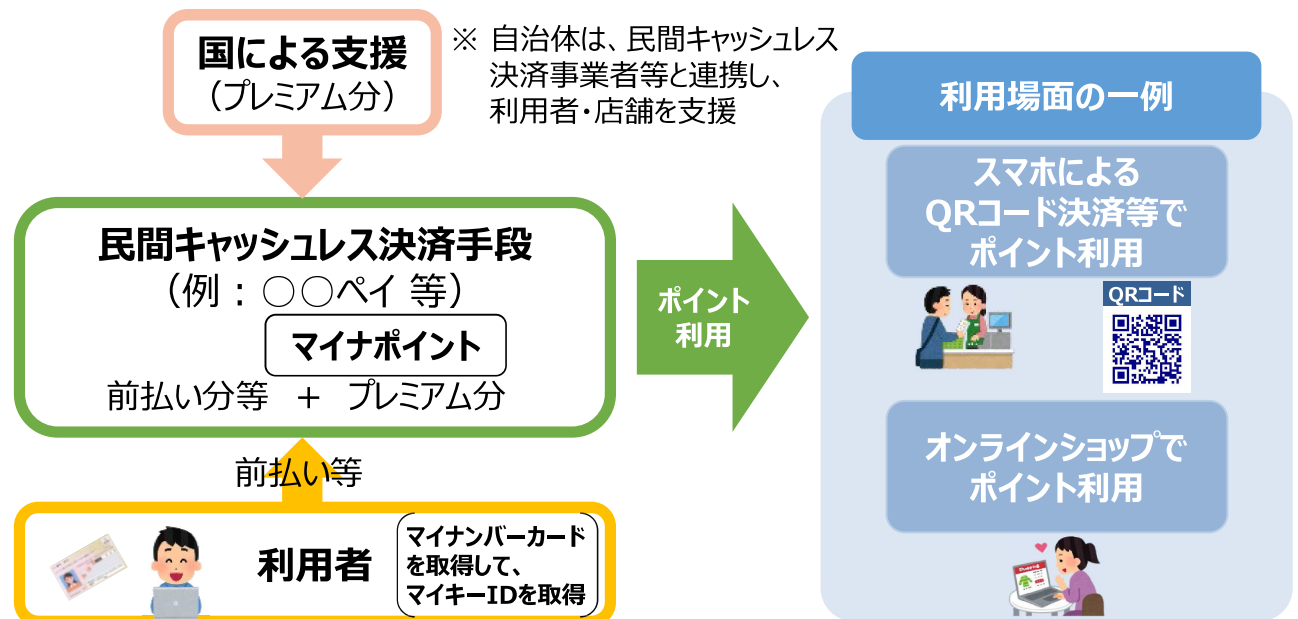 国による支援
（プレミアム分）
※ 自治体は、民間キャッシュレス
決済事業者等と連携し、
利用者・店舗を支援
民間キャッシュレス決済手段
（例：○○ペイ 等）
マイナポイント
前払い分等 ＋ プレミアム分
前払い等
利用者
マイナンバーカード
を取得して、
マイキーIDを取得
ポイント
利用
利用場面の一例
スマホによる
QRコード決済等で
ポイント利用
QRコード
オンラインショップで
ポイント利用